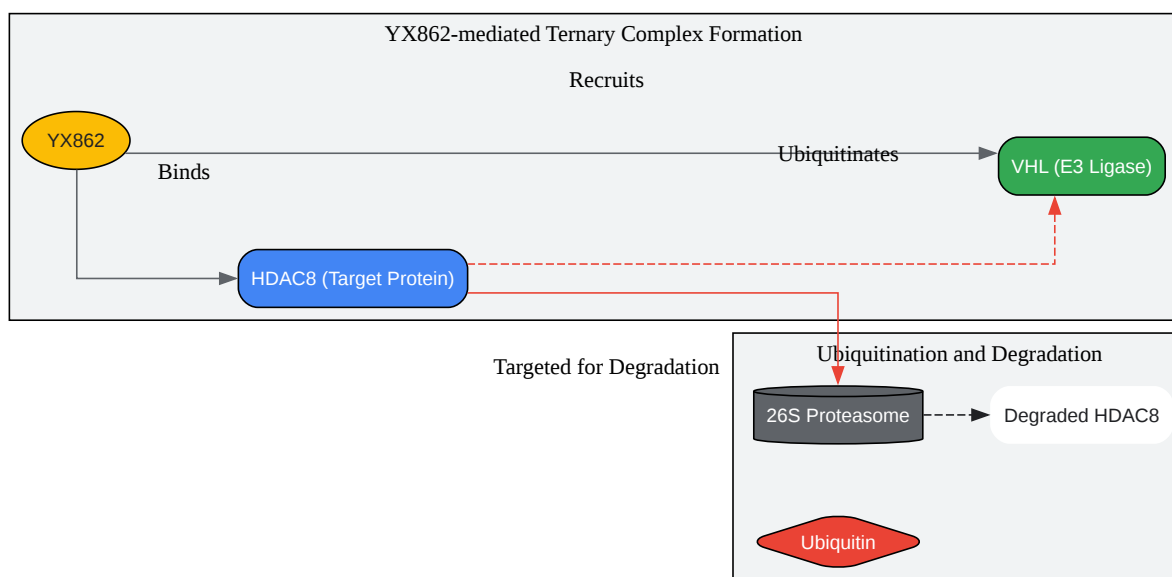 YX862-mediated Ternary Complex Formation
Recruits
YX862
Binds
Ubiquitinates
VHL (E3 Ligase)
HDAC8 (Target Protein)
Targeted for Degradation
Ubiquitination and Degradation
26S Proteasome
Degraded HDAC8
Ubiquitin